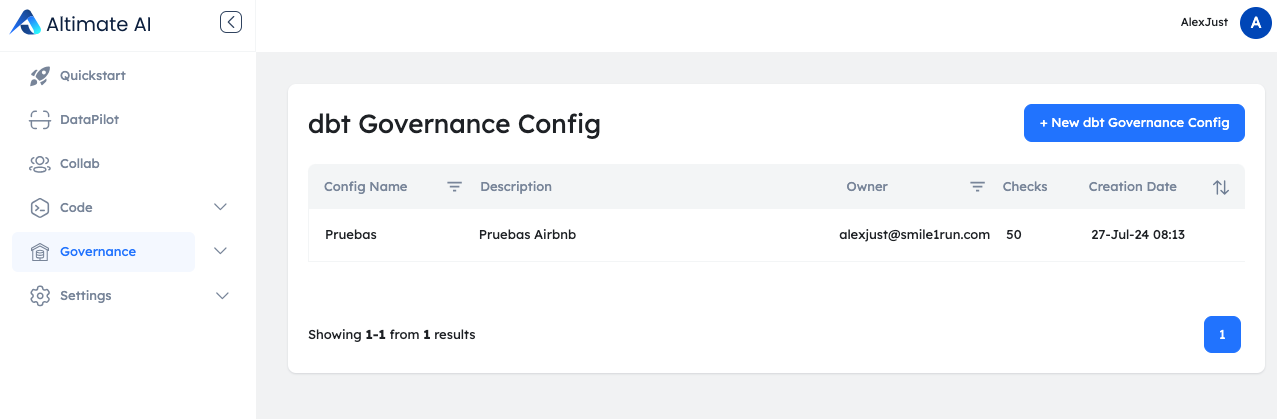 Altimate AI
AlexJust
A
Quickstart
DataPilot
Collab
Code
Governance
Settings
dbt Governance Config
+ New dbt Governance Config
Config Name Description Owner Checks Creation Date
Pruebas Pruebas Airbnb alexjust@smile1run.com 50 27-Jul-24 08:13
Showing 1-1 from 1 results
1